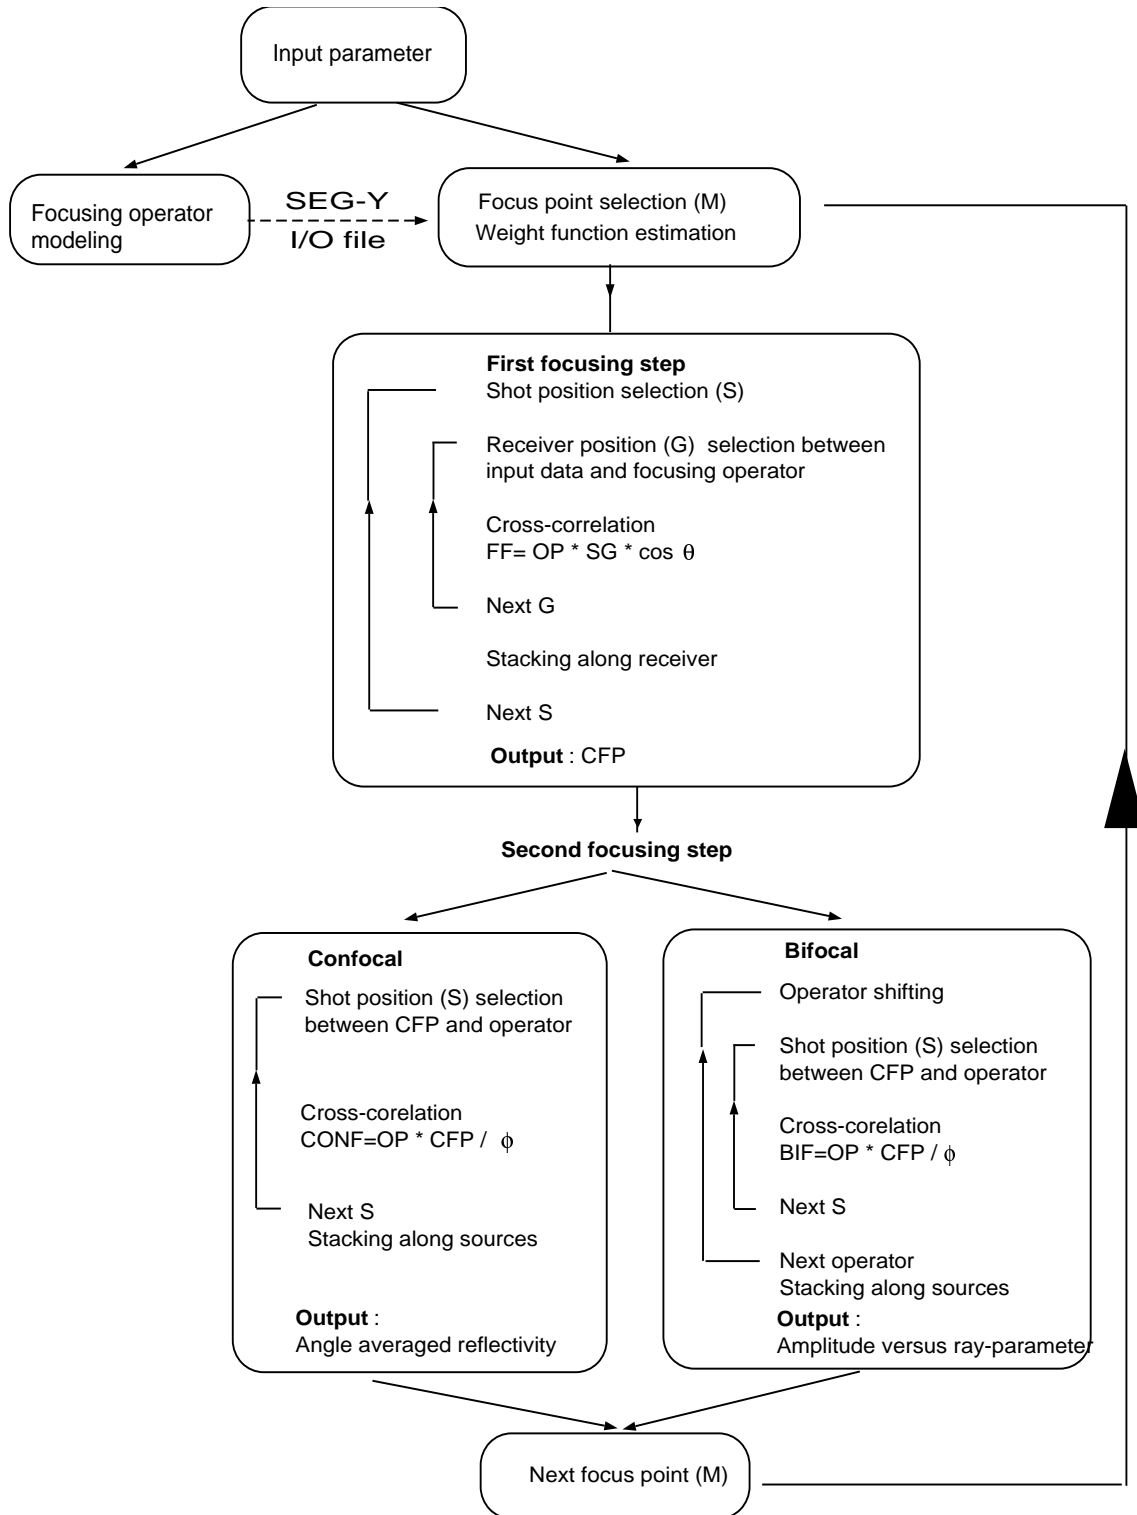 Input parameter
Focusing operator
modeling
SEG-Y
I/O file
Focus point selection (M)
Weight function estimation
First focusing step
Shot position selection (S)
Receiver position (G) selection between
input data and focusing operator
Cross-correlation
FF= OP * SG * cos θ
Next G
Stacking along receiver
Next S
Output : CFP
Second focusing step
Confocal
Shot position (S) selection
between CFP and operator
Cross-corelation
CONF=OP * CFP / ϕ
Next S
Stacking along sources
Output :
Angle averaged reflectivity
Bifocal
Operator shifting
Shot position (S) selection
between CFP and operator
Cross-corelation
BIF=OP * CFP / ϕ
Next S
Next operator
Stacking along sources
Output :
Amplitude versus ray-parameter
Next focus point (M)